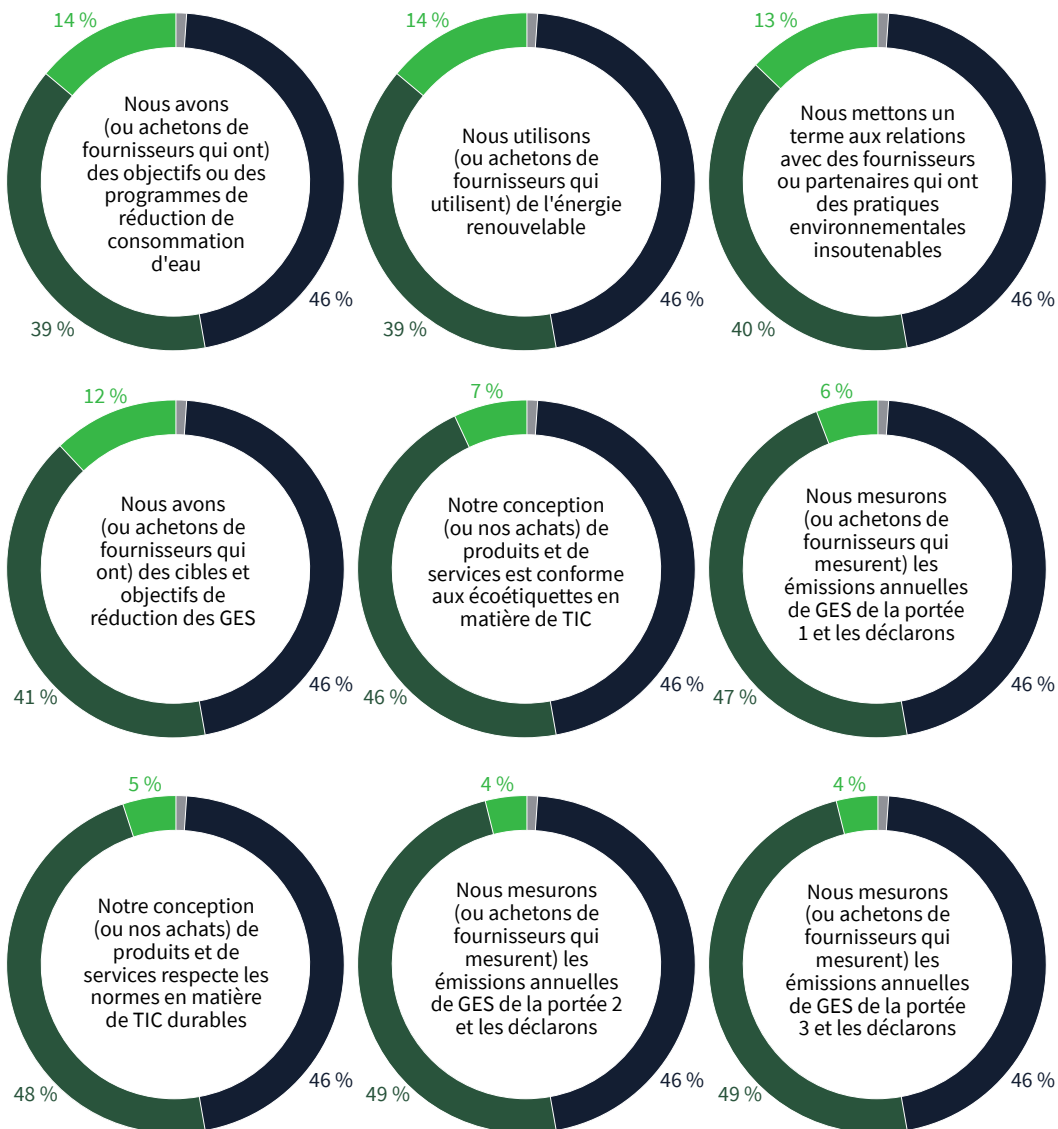 14 %
Nous avons
(ou achetons de
fournisseurs qui ont)
des objectifs ou des
programmes de
réduction de
consommation
d'eau
46 %
39 %
14 %
Nous utilisons
(ou achetons de
fournisseurs qui
utilisent) de l'énergie
renouvelable
46 %
39 %
13 %
Nous mettons un
terme aux relations
avec des fournisseurs
ou partenaires qui ont
des pratiques
environnementales
insoutenables
46 %
40 %
12 %
Nous avons
(ou achetons de
fournisseurs qui
ont) des cibles et
objectifs de
réduction des GES
46 %
41 %
7 %
Notre conception
(ou nos achats) de
produits et de
services est conforme
aux écoétiquettes en
matière de TIC
46 %
46 %
6 %
Nous mesurons
(ou achetons de
fournisseurs qui
mesurent) les
émissions annuelles
de GES de la portée
1 et les déclarons
46 %
47 %
5 %
Notre conception
(ou nos achats) de
produits et de
services respecte les
normes en matière
de TIC durables
46 %
48 %
4 %
Nous mesurons
(ou achetons de
fournisseurs qui
mesurent) les
émissions annuelles
de GES de la portée 2
et les déclarons
46 %
49 %
4 %
Nous mesurons
(ou achetons de
fournisseurs qui
mesurent) les
émissions annuelles
de GES de la portée
3 et les déclarons
46 %
49 %